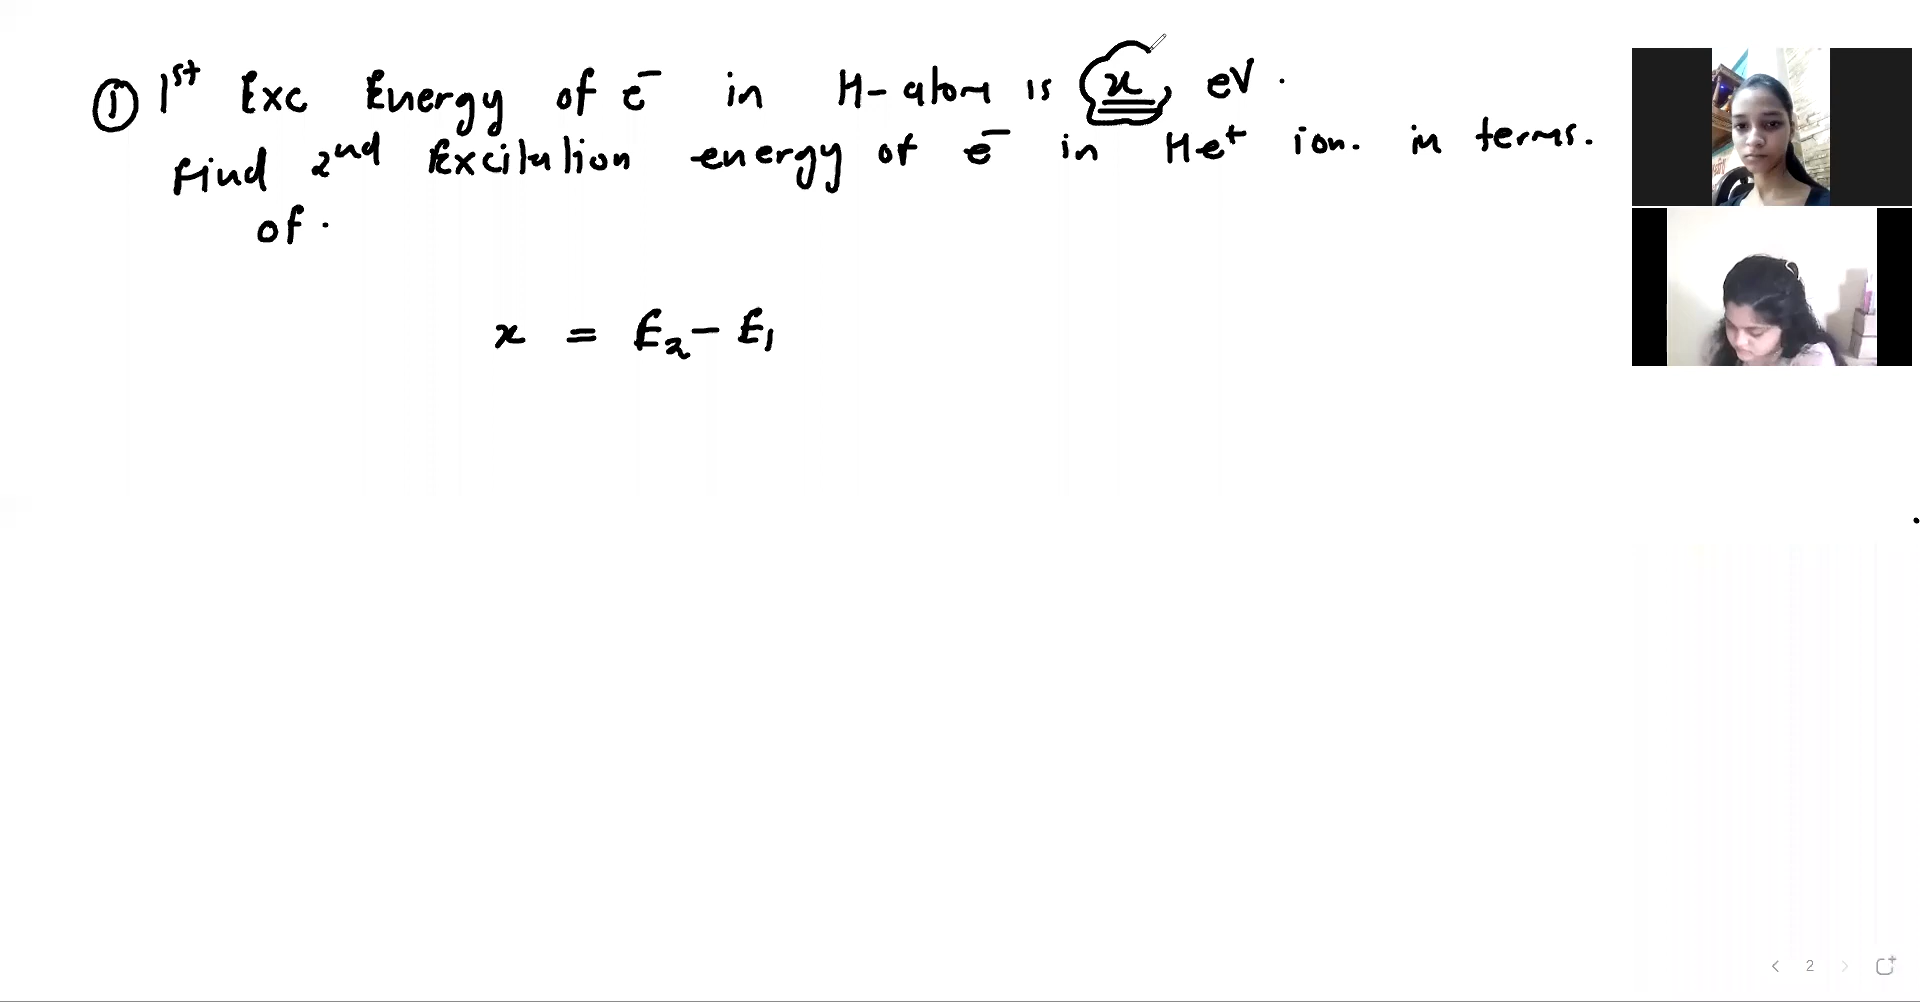 ① 1st Exc Energy of e⁻ in H-atom is x, eV.
Find 2nd Excitation energy of e⁻ in He⁺ ion. in terms.
of.
x = E₂ - E₁
2